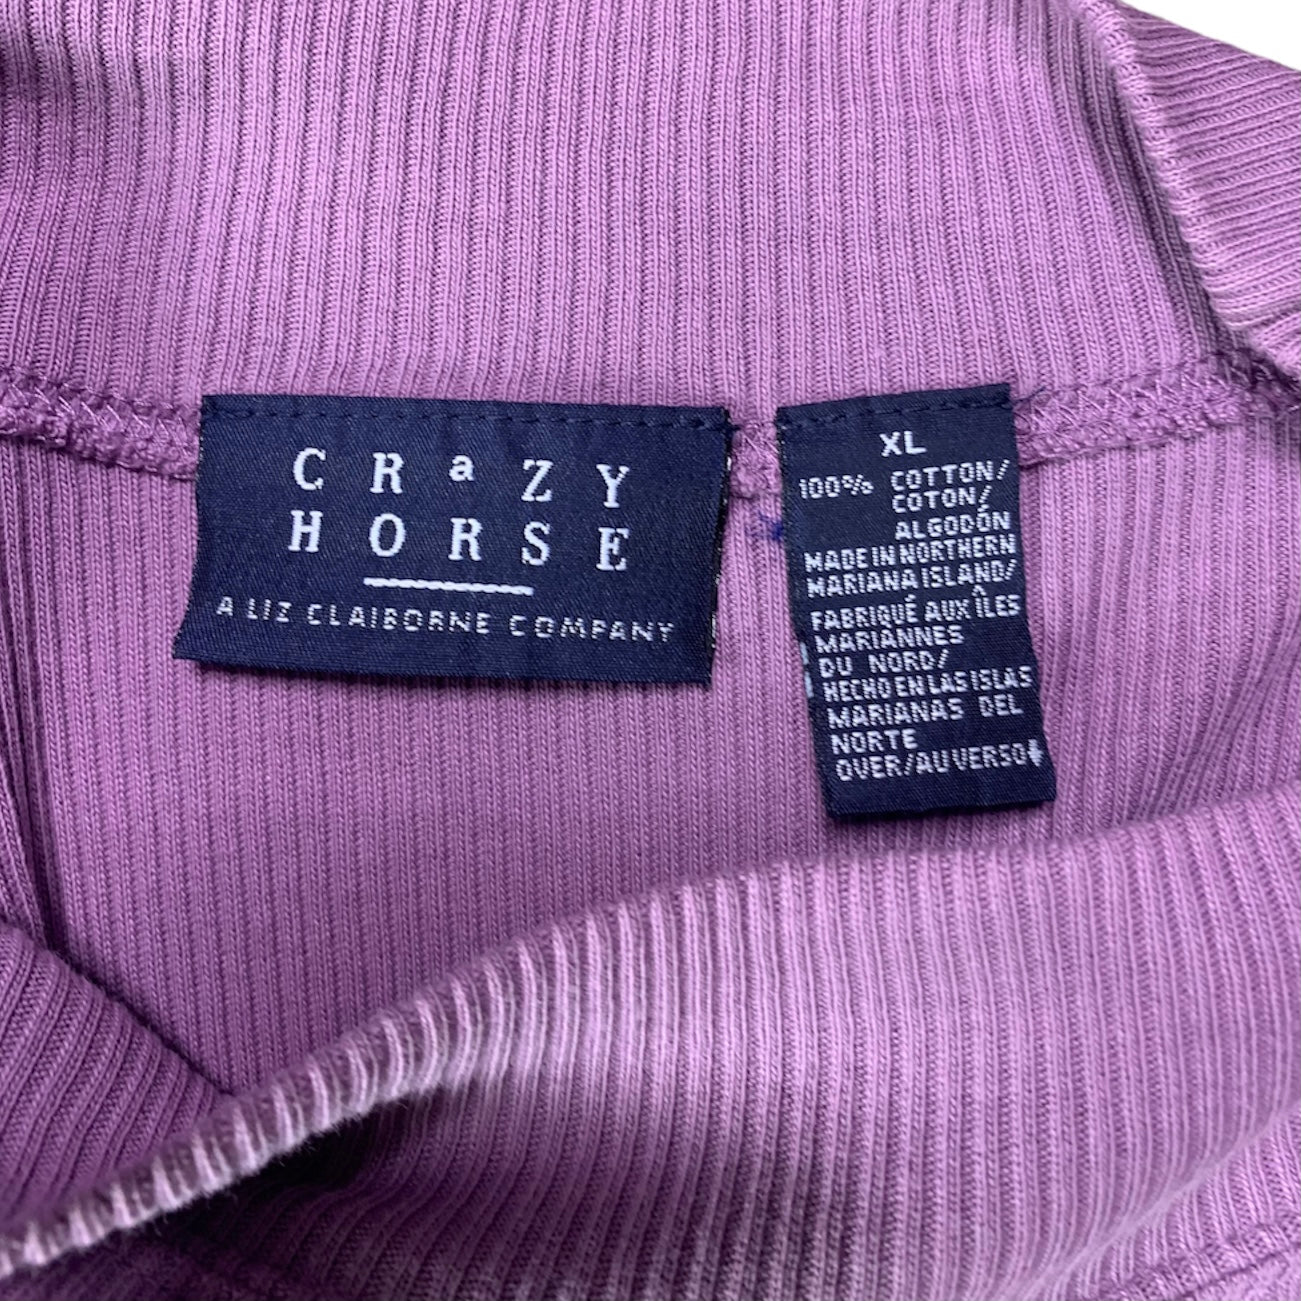 CRaZY
HORSE
A LIZ CLAIBORNE COMPANY
XL
100% COTTON/
COTON/
ALGODÓN
MADE IN NORTHERN
MARIANA ISLAND/
FABRIQUÉ AUX ÎLES
MARIANNES
DU NORD/
HECHO EN LAS ISLAS
MARIANAS DEL
NORTE
OVER/AU VERSO